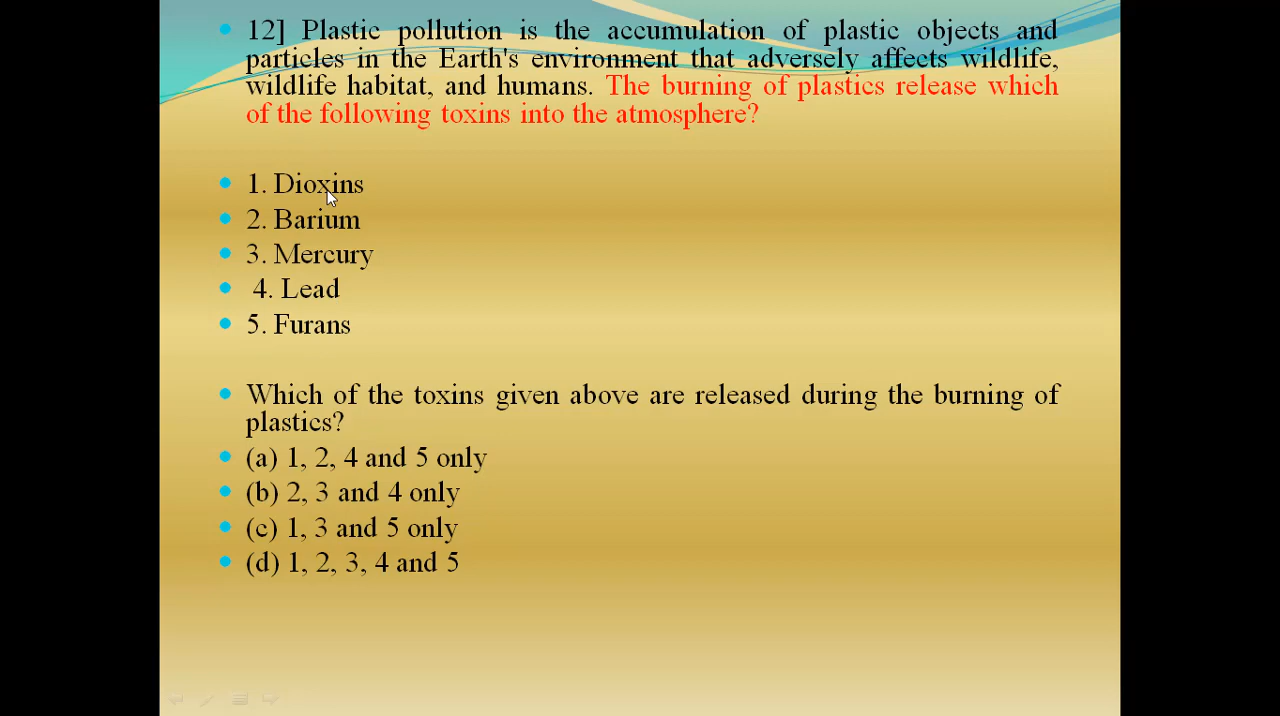 12] Plastic pollution is the accumulation of plastic objects and
particles in the Earth's environment that adversely affects wildlife,
wildlife habitat, and humans. The burning of plastics release which
of the following toxins into the atmosphere?
1. Dioxins
2. Barium
3. Mercury
4. Lead
5. Furans
Which of the toxins given above are released during the burning of
plastics?
(a) 1, 2, 4 and 5 only
(b) 2, 3 and 4 only
(c) 1, 3 and 5 only
(d) 1, 2, 3, 4 and 5